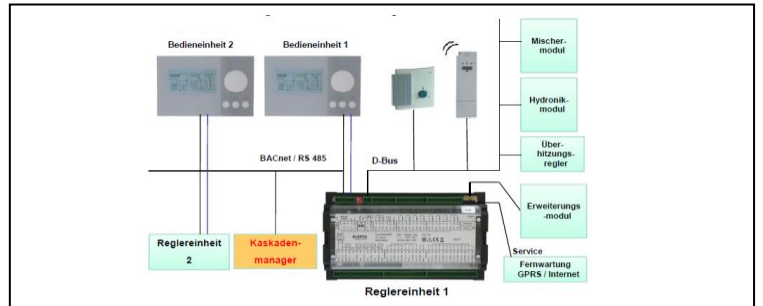 Bedieneinheit 2
Bedieneinheit 1
Mischer-
modul
Hydronik-
modul
Über-
hitzungs-
regler
BACnet / RS 485
D-Bus
Erweiterungs
-modul
Reglereinheit
2
Kaskaden-
manager
Service
Fernwartung
GPRS / Internet
Reglereinheit 1